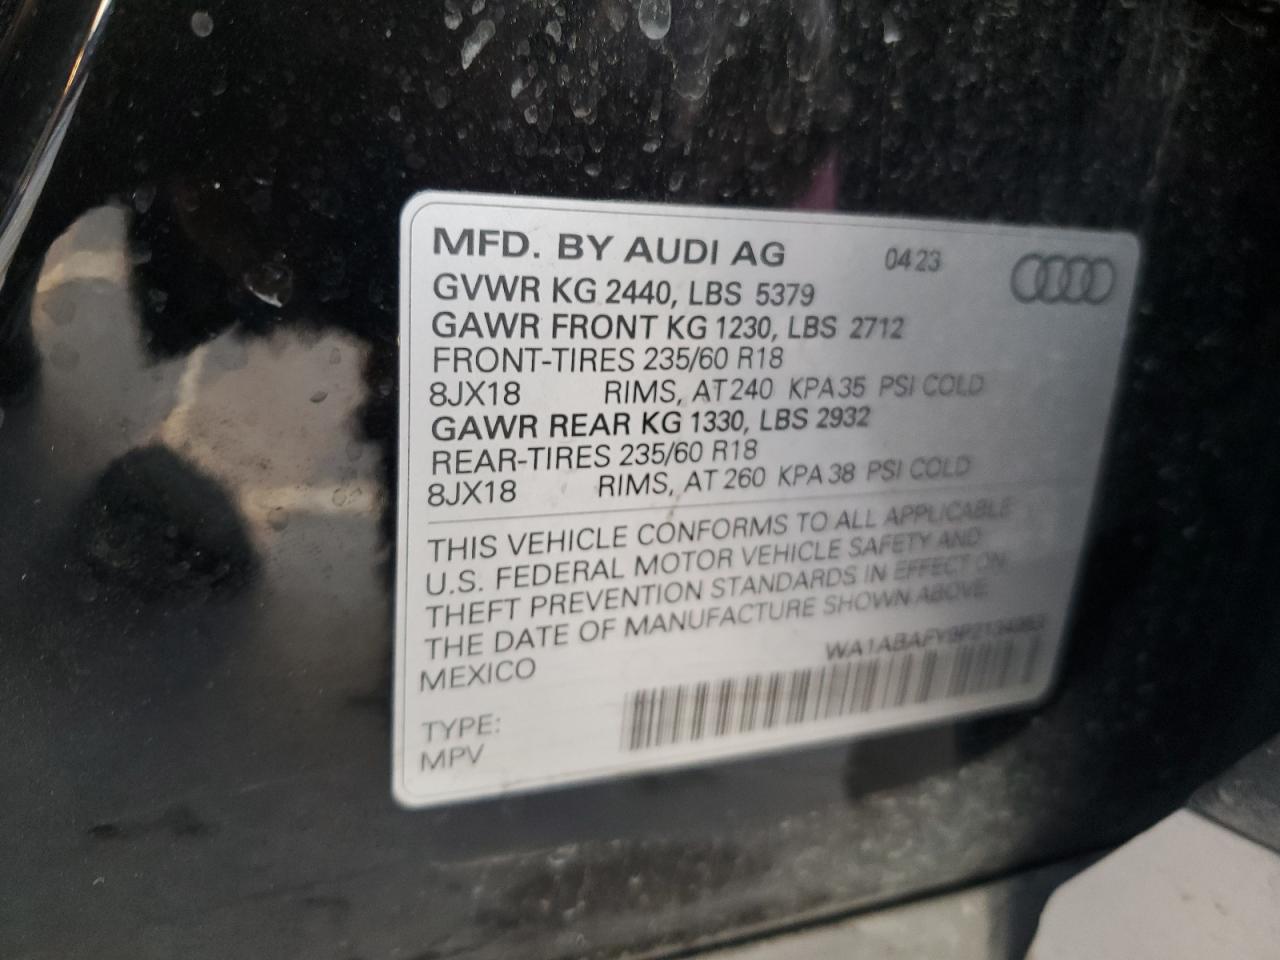 MFD. BY AUDI AG 0423
GVWR KG 2440, LBS 5379
GAWR FRONT KG 1230, LBS 2712
FRONT-TIRES 235/60 R18
8JX18 RIMS, AT 240 KPA 35 PSI COLD
GAWR REAR KG 1330, LBS 2932
REAR-TIRES 235/60 R18
8JX18 RIMS, AT 260 KPA 38 PSI COLD
THIS VEHICLE CONFORMS TO ALL APPLICABLE
U.S. FEDERAL MOTOR VEHICLE SAFETY AND
THEFT PREVENTION STANDARDS IN EFFECT ON
THE DATE OF MANUFACTURE SHOWN ABOVE
MEXICO
TYPE:
MPV